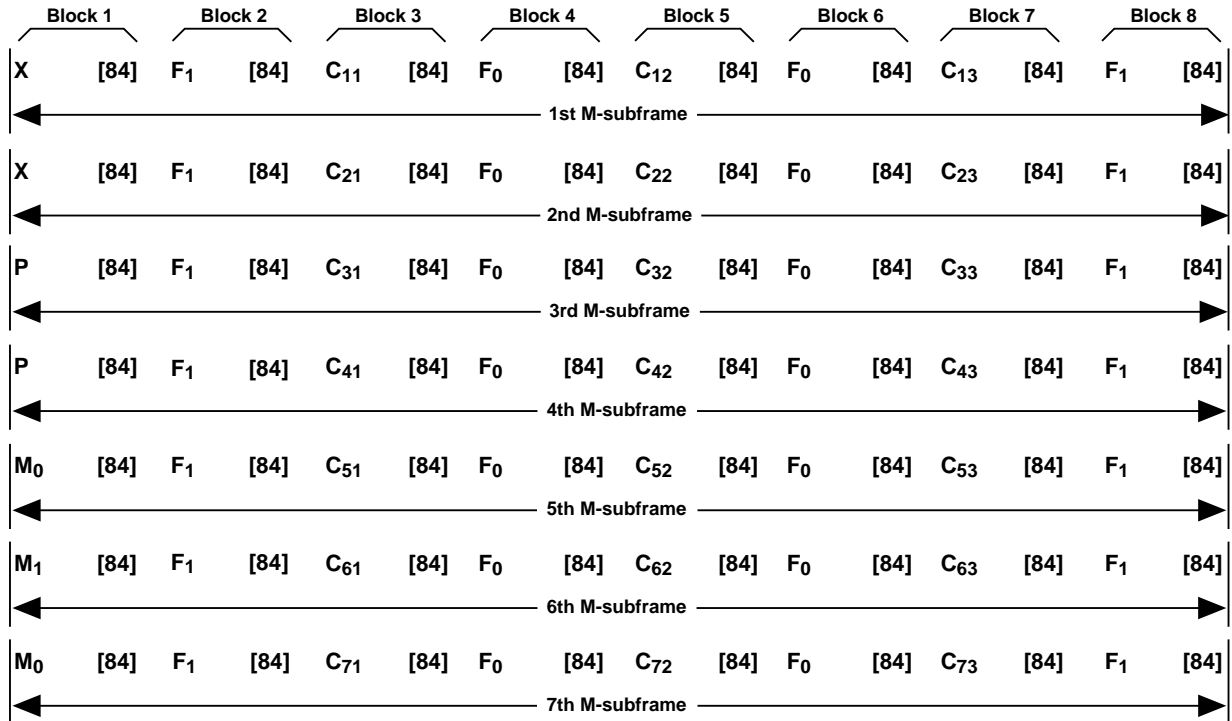 Block 1 Block 2 Block 3 Block 4 Block 5 Block 6 Block 7 Block 8
X [84] F1 [84] C11 [84] F0 [84] C12 [84] F0 [84] C13 [84] F1 [84]
1st M-subframe
X [84] F1 [84] C21 [84] F0 [84] C22 [84] F0 [84] C23 [84] F1 [84]
2nd M-subframe
P [84] F1 [84] C31 [84] F0 [84] C32 [84] F0 [84] C33 [84] F1 [84]
3rd M-subframe
P [84] F1 [84] C41 [84] F0 [84] C42 [84] F0 [84] C43 [84] F1 [84]
4th M-subframe
M0 [84] F1 [84] C51 [84] F0 [84] C52 [84] F0 [84] C53 [84] F1 [84]
5th M-subframe
M1 [84] F1 [84] C61 [84] F0 [84] C62 [84] F0 [84] C63 [84] F1 [84]
6th M-subframe
M0 [84] F1 [84] C71 [84] F0 [84] C72 [84] F0 [84] C73 [84] F1 [84]
7th M-subframe